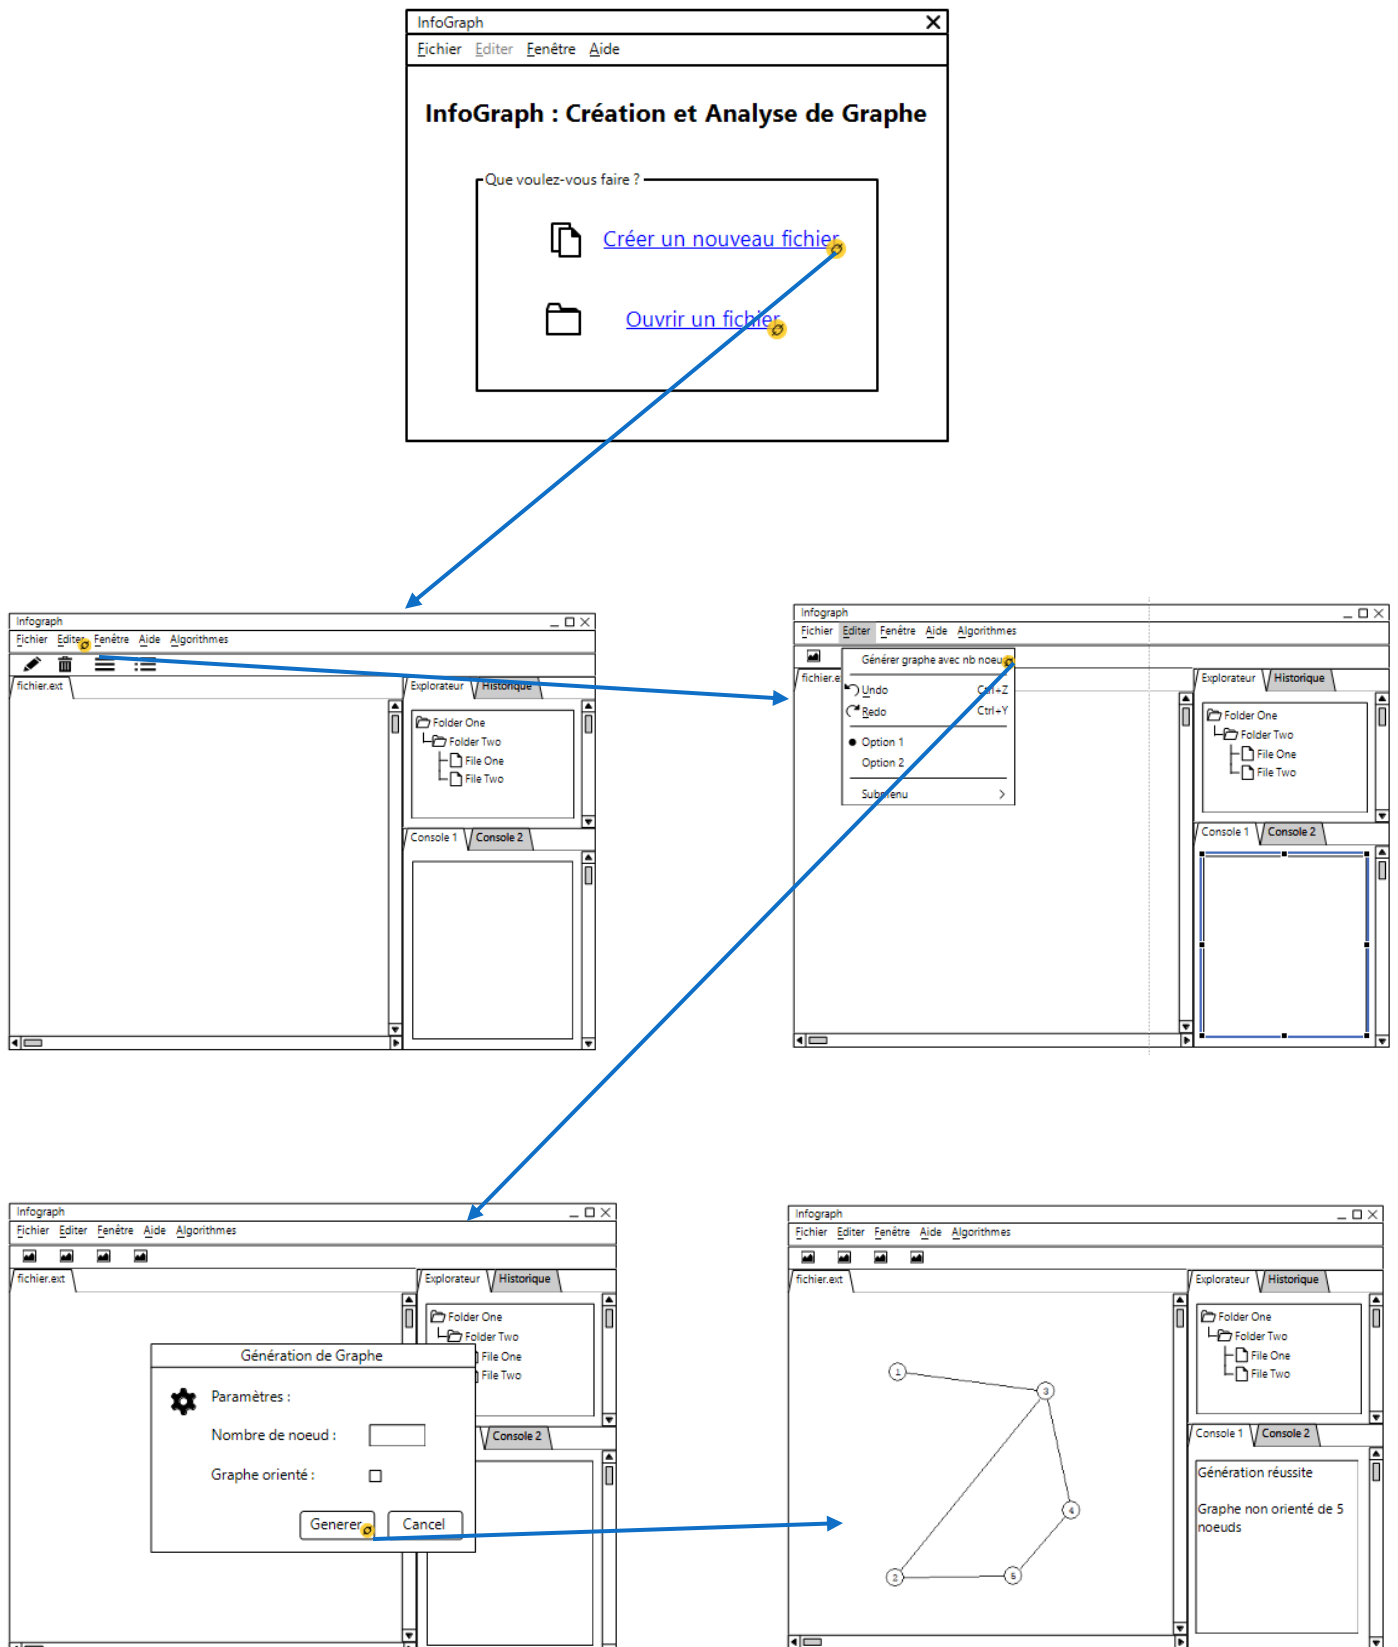 InfoGraph
Fichier Editer Fenêtre Aide
InfoGraph : Création et Analyse de Graphe
Que voulez-vous faire ?
Créer un nouveau fichier
Ouvrir un fichier
Infograph
Fichier Editer Fenêtre Aide Algorithmes
fichier.ext
Explorateur Historique
Folder One
Folder Two
File One
File Two
Console 1 Console 2
Infograph
Fichier Editer Fenêtre Aide Algorithmes
Générer graphe avec nb noeu
fichier.e
Undo Ctrl+Z
Redo Ctrl+Y
Option 1
Option 2
Submenu
Explorateur Historique
Folder One
Folder Two
File One
File Two
Console 1 Console 2
Infograph
Fichier Editer Fenêtre Aide Algorithmes
fichier.ext
Explorateur Historique
Folder One
Folder Two
File One
File Two
Console 2
Génération de Graphe
Paramètres :
Nombre de noeud :
Graphe orienté :
Generer Cancel
Infograph
Fichier Editer Fenêtre Aide Algorithmes
fichier.ext
Explorateur Historique
Folder One
Folder Two
File One
File Two
Console 1 Console 2
Génération réussite
Graphe non orienté de 5
noeuds
1
3
4
2
5